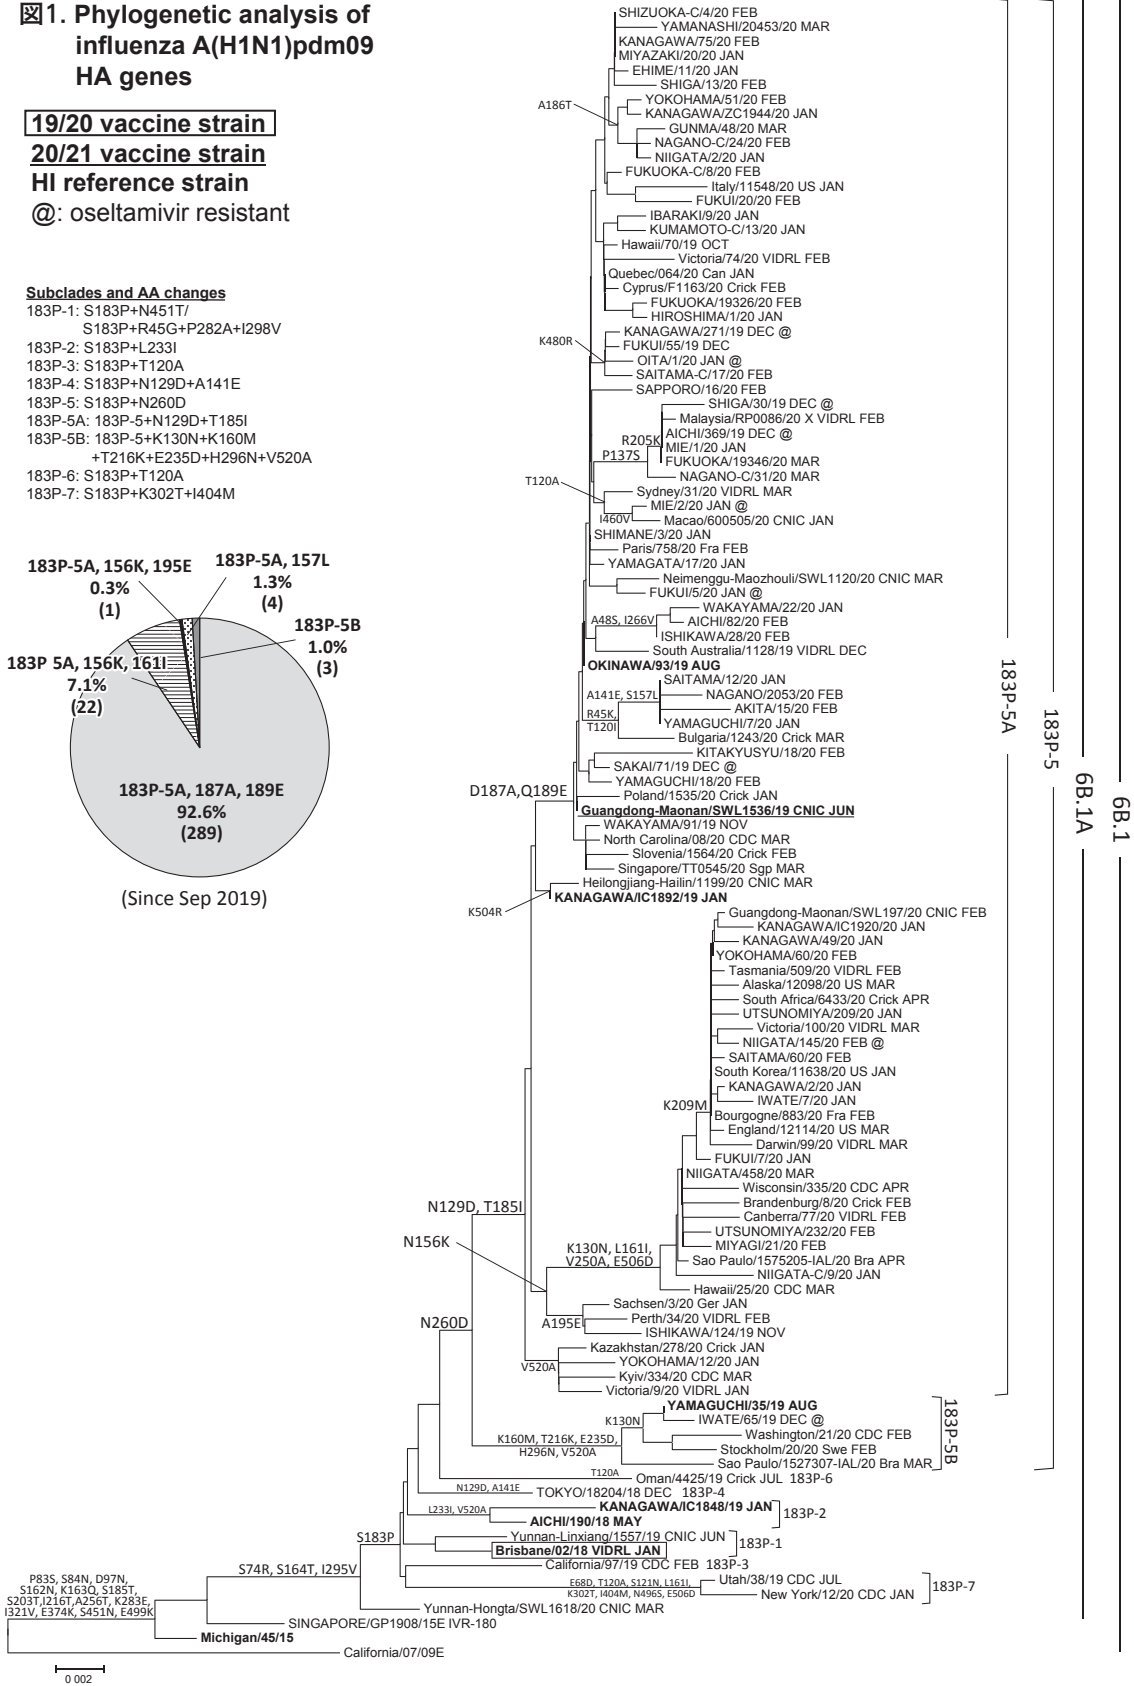 図1. Phylogenetic analysis of
influenza A(H1N1)pdm09
HA genes
19/20 vaccine strain
20/21 vaccine strain
HI reference strain
@: oseltamivir resistant
Subclades and AA changes
183P-1: S183P+N451T/
S183P+R45G+P282A+I298V
183P-2: S183P+L233I
183P-3: S183P+T120A
183P-4: S183P+N129D+A141E
183P-5: S183P+N260D
183P-5A: 183P-5+N129D+T185I
183P-5B: 183P-5+K130N+K160M
+T216K+E235D+H296N+V520A
183P-6: S183P+T120A
183P-7: S183P+K302T+I404M
183P-5A, 156K, 195E
0.3%
(1)
183P-5A, 157L
1.3%
(4)
183P-5B
1.0%
(3)
183P 5A, 156K, 161I
7.1%
(22)
183P-5A, 187A, 189E
92.6%
(289)
(Since Sep 2019)
SHIZUOKA-C/4/20 FEB
YAMANASHI/20453/20 MAR
KANAGAWA/75/20 FEB
MIYAZAKI/20/20 JAN
EHIME/11/20 JAN
SHIGA/13/20 FEB
A186T
YOKOHAMA/51/20 FEB
KANAGAWA/ZC1944/20 JAN
GUNMA/48/20 MAR
NAGANO-C/24/20 FEB
NIIGATA/2/20 JAN
FUKUOKA-C/8/20 FEB
Italy/11548/20 US JAN
FUKUI/20/20 FEB
IBARAKI/9/20 JAN
KUMAMOTO-C/13/20 JAN
Hawaii/70/19 OCT
Victoria/74/20 VIDRL FEB
Quebec/064/20 Can JAN
Cyprus/F1163/20 Crick FEB
FUKUOKA/19326/20 FEB
HIROSHIMA/1/20 JAN
KANAGAWA/271/19 DEC @
K480R
FUKUI/55/19 DEC
OITA/1/20 JAN @
SAITAMA-C/17/20 FEB
SAPPORO/16/20 FEB
SHIGA/30/19 DEC @
Malaysia/RP0086/20 X VIDRL FEB
AICHI/369/19 DEC @
R205K
MIE/1/20 JAN
P137S
FUKUOKA/19346/20 MAR
NAGANO-C/31/20 MAR
T120A
Sydney/31/20 VIDRL MAR
MIE/2/20 JAN @
I460V
Macao/600505/20 CNIC JAN
SHIMANE/3/20 JAN
Paris/758/20 Fra FEB
YAMAGATA/17/20 JAN
Neimenggu-Maozhouli/SWL1120/20 CNIC MAR
FUKUI/5/20 JAN @
WAKAYAMA/22/20 JAN
A48S, I266V
AICHI/82/20 FEB
ISHIKAWA/28/20 FEB
South Australia/1128/19 VIDRL DEC
OKINAWA/93/19 AUG
SAITAMA/12/20 JAN
A141E, S157L
NAGANO/2053/20 FEB
AKITA/15/20 FEB
R45K,
T120I
YAMAGUCHI/7/20 JAN
Bulgaria/1243/20 Crick MAR
KITAKYUSYU/18/20 FEB
SAKAI/71/19 DEC @
YAMAGUCHI/18/20 FEB
D187A,Q189E
Poland/1535/20 Crick JAN
Guangdong-Maonan/SWL1536/19 CNIC JUN
WAKAYAMA/91/19 NOV
North Carolina/08/20 CDC MAR
Slovenia/1564/20 Crick FEB
Singapore/TT0545/20 Sgp MAR
Heilongjiang-Hailin/1199/20 CNIC MAR
K504R
KANAGAWA/IC1892/19 JAN
Guangdong-Maonan/SWL197/20 CNIC FEB
KANAGAWA/IC1920/20 JAN
KANAGAWA/49/20 JAN
YOKOHAMA/60/20 FEB
Tasmania/509/20 VIDRL FEB
Alaska/12098/20 US MAR
South Africa/6433/20 Crick APR
UTSUNOMIYA/209/20 JAN
Victoria/100/20 VIDRL MAR
NIIGATA/145/20 FEB @
SAITAMA/60/20 FEB
South Korea/11638/20 US JAN
KANAGAWA/2/20 JAN
IWATE/7/20 JAN
K209M
Bourgogne/883/20 Fra FEB
England/12114/20 US MAR
Darwin/99/20 VIDRL MAR
FUKUI/7/20 JAN
NIIGATA/458/20 MAR
Wisconsin/335/20 CDC APR
Brandenburg/8/20 Crick FEB
Canberra/77/20 VIDRL FEB
UTSUNOMIYA/232/20 FEB
MIYAGI/21/20 FEB
N129D, T185I
N156K
K130N, L161I,
V250A, E506D
Sao Paulo/1575205-IAL/20 Bra APR
NIIGATA-C/9/20 JAN
Hawaii/25/20 CDC MAR
Sachsen/3/20 Ger JAN
Perth/34/20 VIDRL FEB
A195E
ISHIKAWA/124/19 NOV
N260D
Kazakhstan/278/20 Crick JAN
YOKOHAMA/12/20 JAN
V520A
Kyiv/334/20 CDC MAR
Victoria/9/20 VIDRL JAN
YAMAGUCHI/35/19 AUG
K130N
IWATE/65/19 DEC @
Washington/21/20 CDC FEB
K160M, T216K, E235D,
H296N, V520A
Stockholm/20/20 Swe FEB
Sao Paulo/1527307-IAL/20 Bra MAR
T120A
Oman/4425/19 Crick JUL 183P-6
N129D, A141E
TOKYO/18204/18 DEC 183P-4
L233I, V520A
KANAGAWA/IC1848/19 JAN
AICHI/190/18 MAY
183P-2
S183P
Yunnan-Linxiang/1557/19 CNIC JUN
Brisbane/02/18 VIDRL JAN
183P-1
California/97/19 CDC FEB 183P-3
S74R, S164T, I295V
E68D, T120A, S121N, L161I,
K302T, I404M, N496S, E506D
Utah/38/19 CDC JUL
New York/12/20 CDC JAN
183P-7
P83S, S84N, D97N,
S162N, K163Q, S185T,
S203T,I216T,A256T, K283E,
I321V, E374K, S451N, E499K
Yunnan-Hongta/SWL1618/20 CNIC MAR
SINGAPORE/GP1908/15E IVR-180
Michigan/45/15
California/07/09E
0 002
183P-5A
183P-5B
183P-5
6B.1A
6B.1